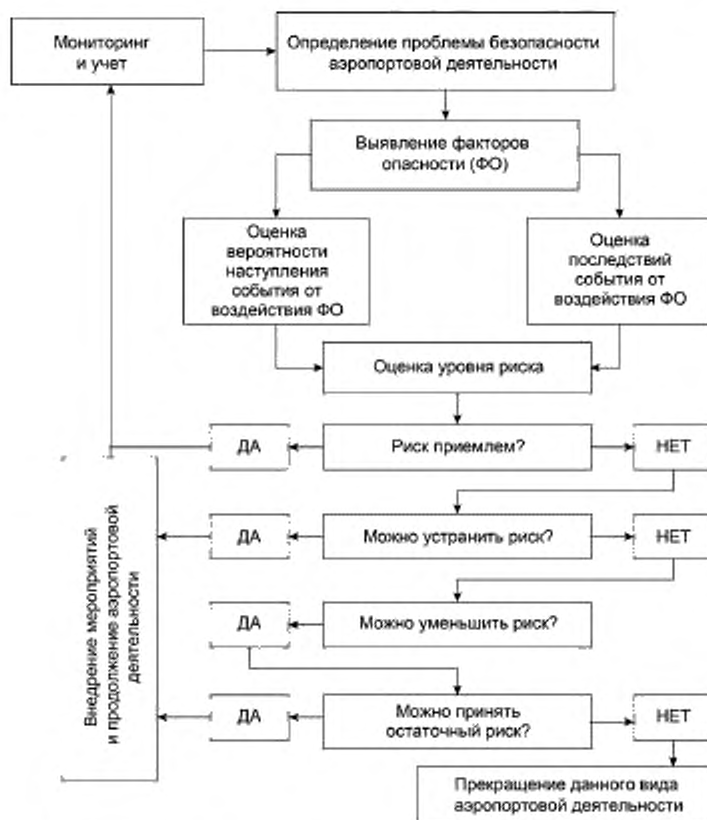 Мониторинг
и учет
Определение проблемы безопасности
аэропортовой деятельности
Выявление факторов
опасности (ФО)
Оценка
вероятности
наступления
события от
воздействия ФО
Оценка
последствий
события от
воздействия ФО
Оценка уровня риска
ДА
Риск приемлем?
НЕТ
ДА
Можно устранить риск?
НЕТ
ДА
Можно уменьшить риск?
ДА
Можно принять
остаточный риск?
НЕТ
Внедрение мероприятий
и продолжение аэропортовой
деятельности
Прекращение данного вида
аэропортовой деятельности